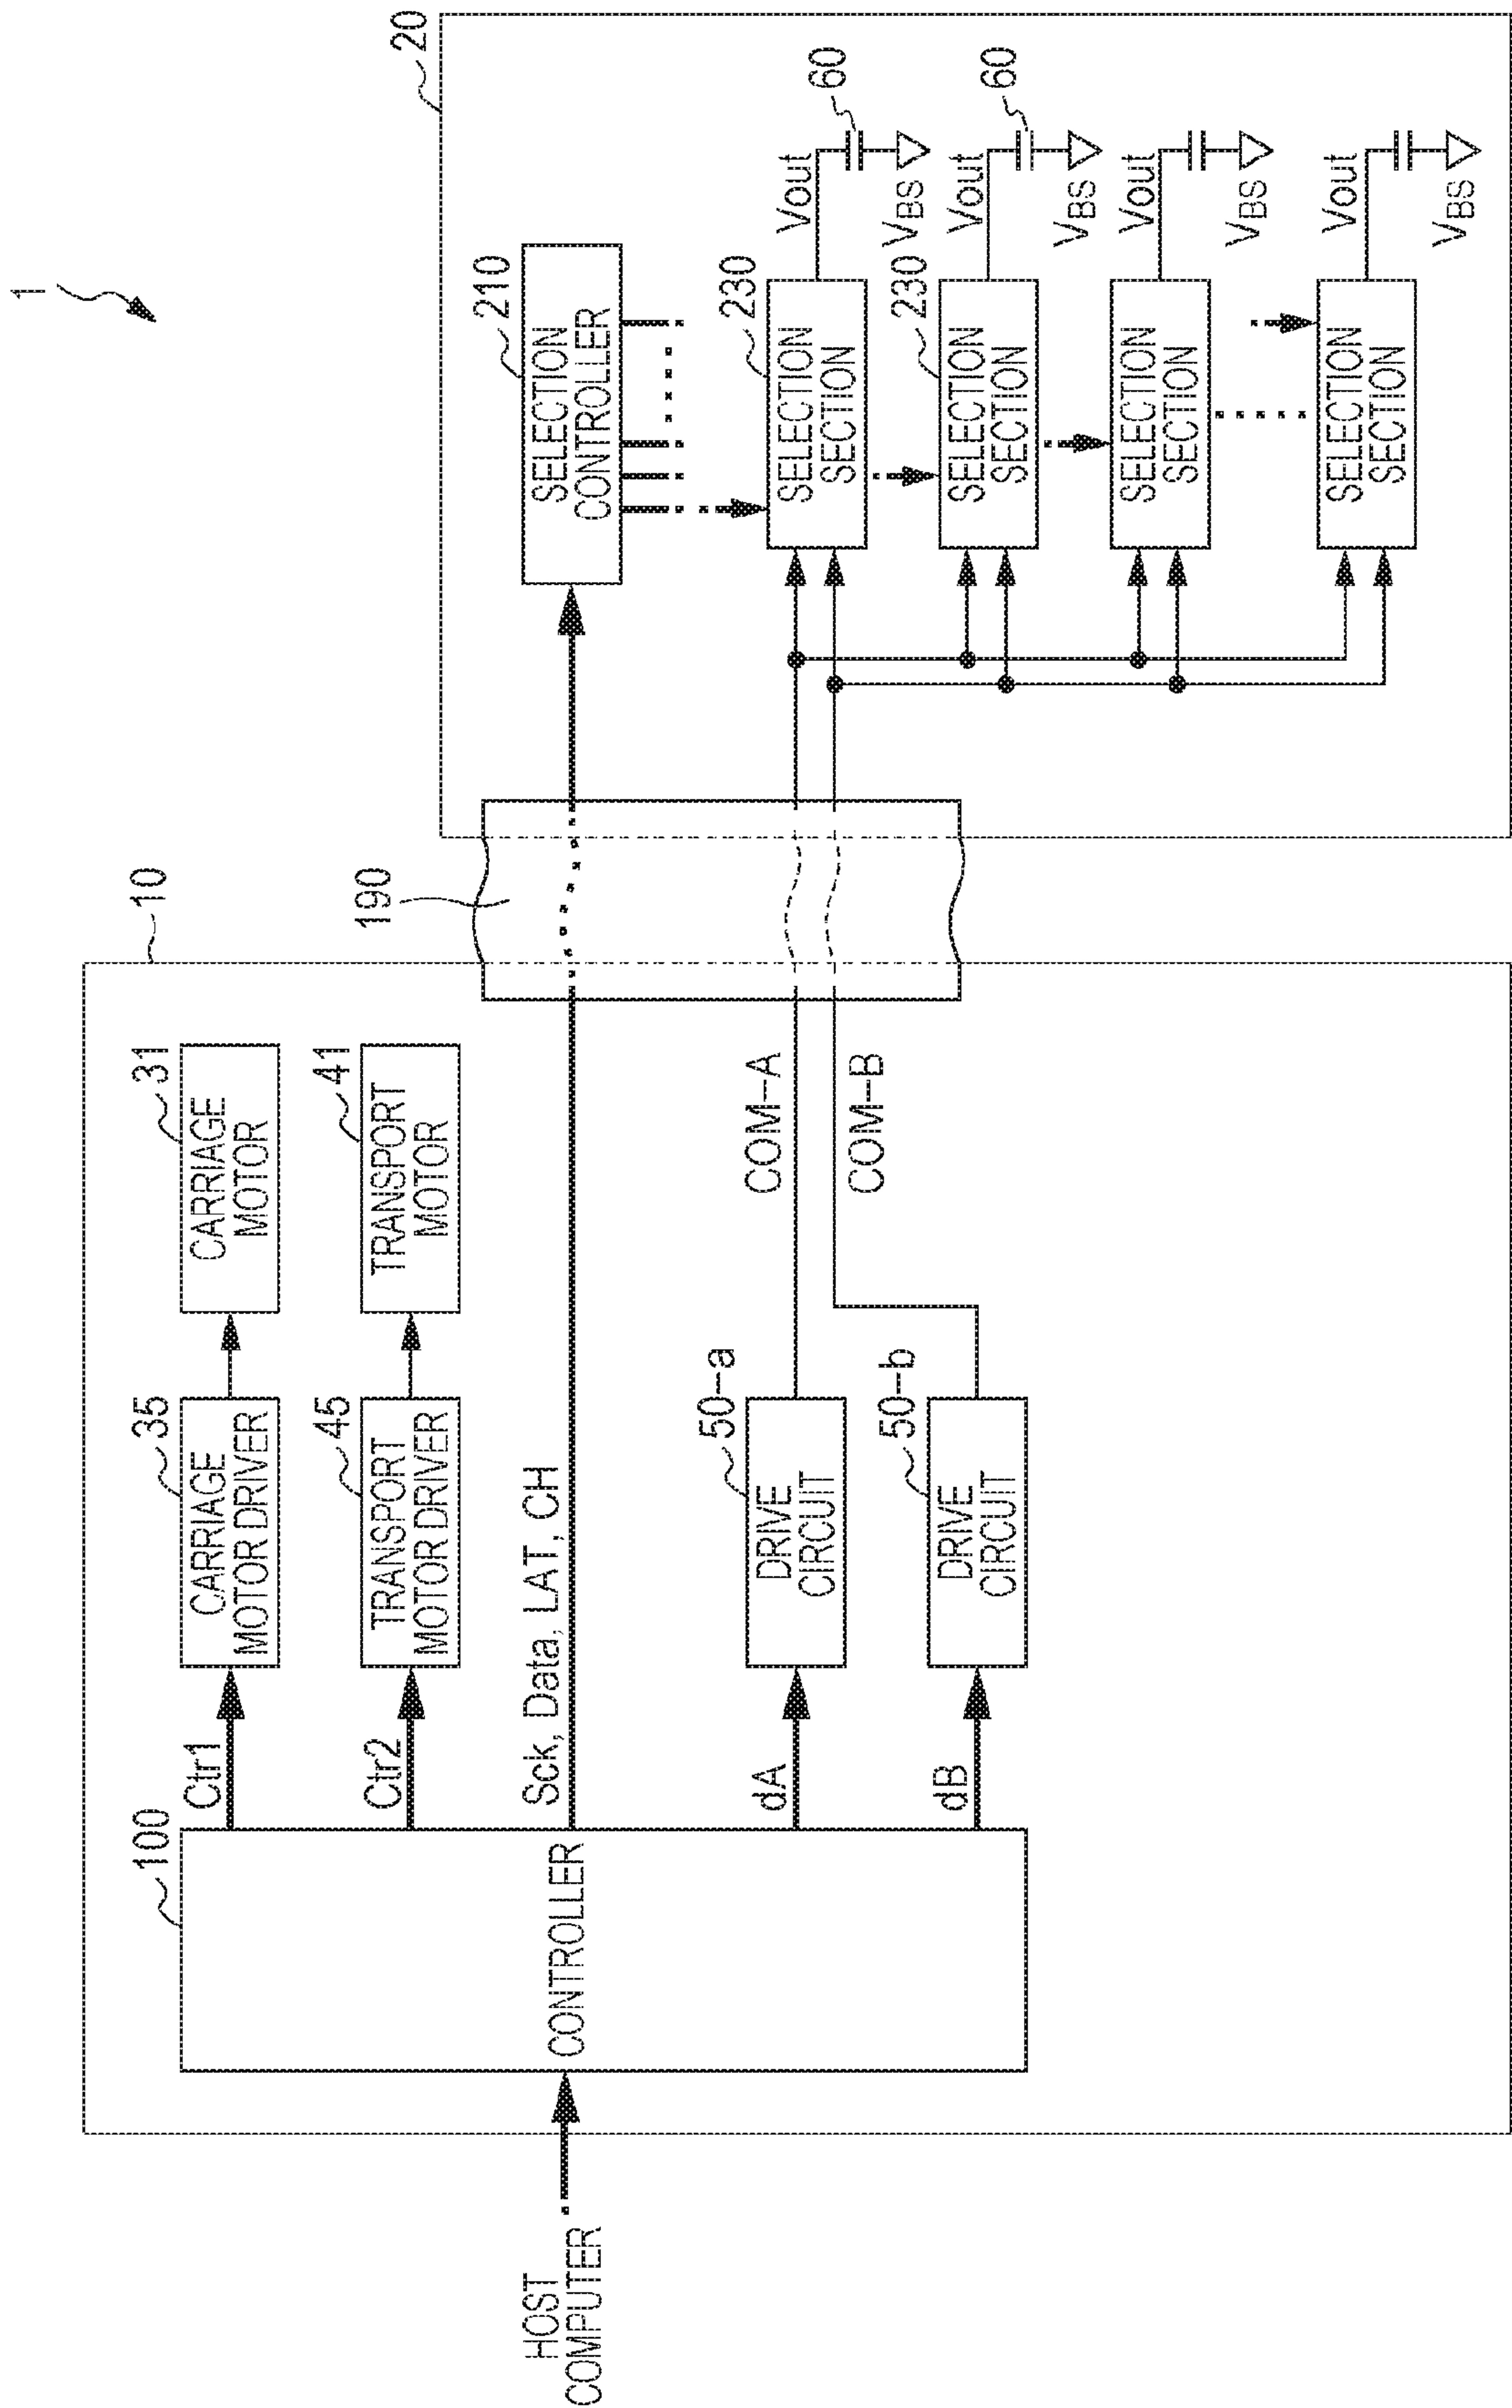 1
10
20
100
CONTROLLER
HOST
COMPUTER
Ctr1
35
CARRIAGE
MOTOR DRIVER
31
CARRIAGE
MOTOR
Ctr2
45
TRANSPORT
MOTOR DRIVER
41
TRANSPORT
MOTOR
Sck, Data, LAT, CH
190
dA
50-a
DRIVE
CIRCUIT
COM-A
dB
50-b
DRIVE
CIRCUIT
COM-B
210
SELECTION
CONTROLLER
230
SELECTION
SECTION
Vout
60
VBS
230
SELECTION
SECTION
Vout
60
VBS
SELECTION
SECTION
Vout
VBS
SELECTION
SECTION
Vout
VBS